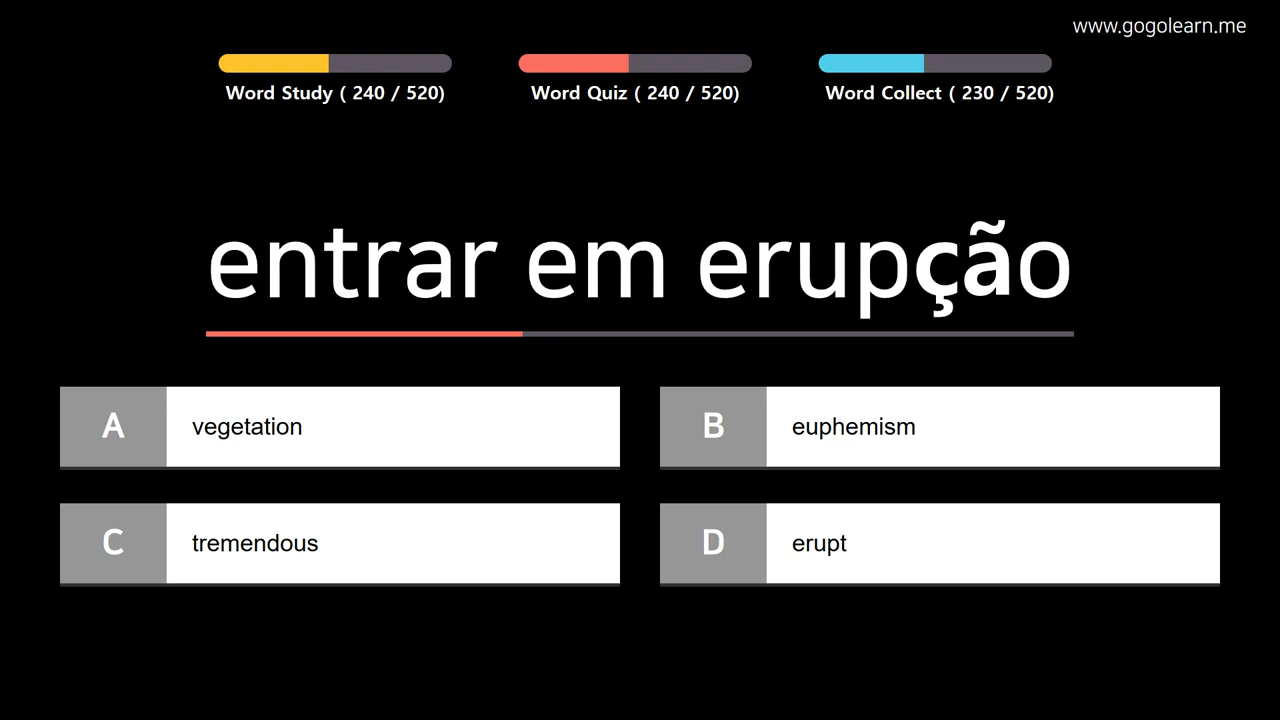 www.gogolearn.me
Word Study ( 240 / 520)
Word Quiz ( 240 / 520)
Word Collect ( 230 / 520)
entrar em erupção
A vegetation
B euphemism
C tremendous
D erupt